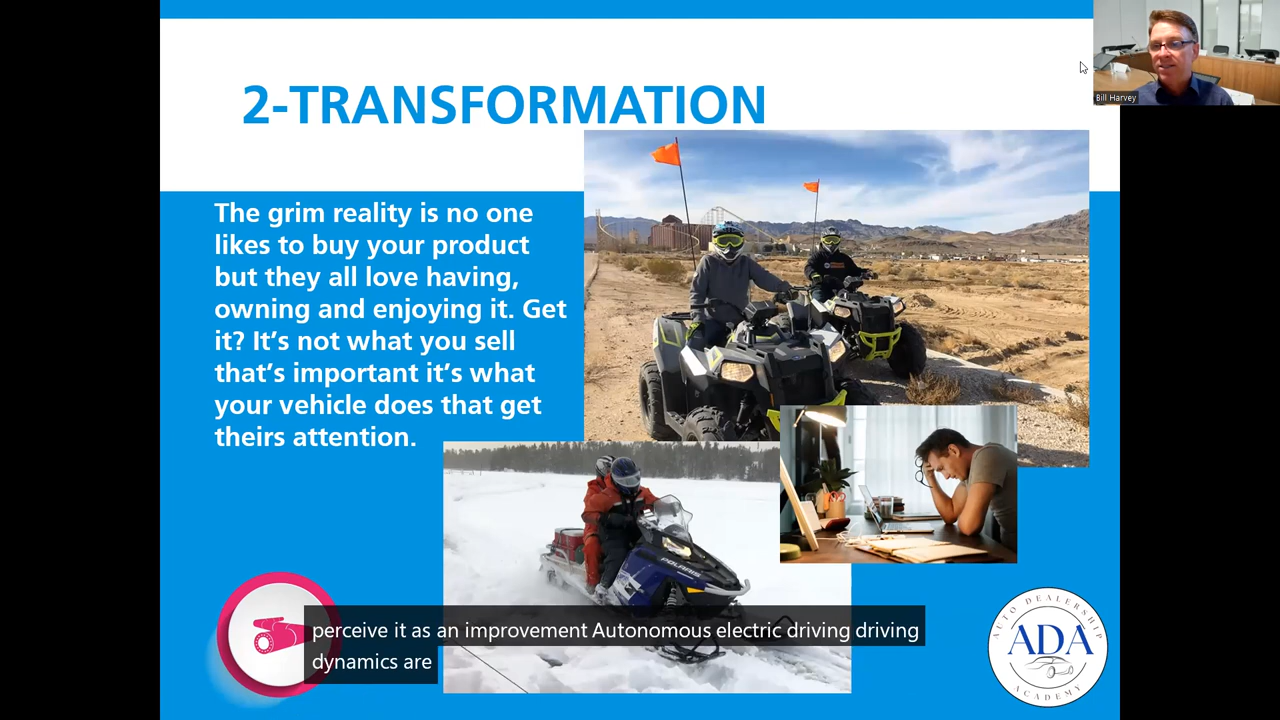 2-TRANSFORMATION
Bill Harvey
The grim reality is no one
likes to buy your product
but they all love having,
owning and enjoying it. Get
it? It’s not what you sell
that’s important it’s what
your vehicle does that get
theirs attention.
POLARIS
perceive it as an improvement Autonomous electric driving driving
dynamics are
AUTO DEALERSHIP
ADA
ACADEMY